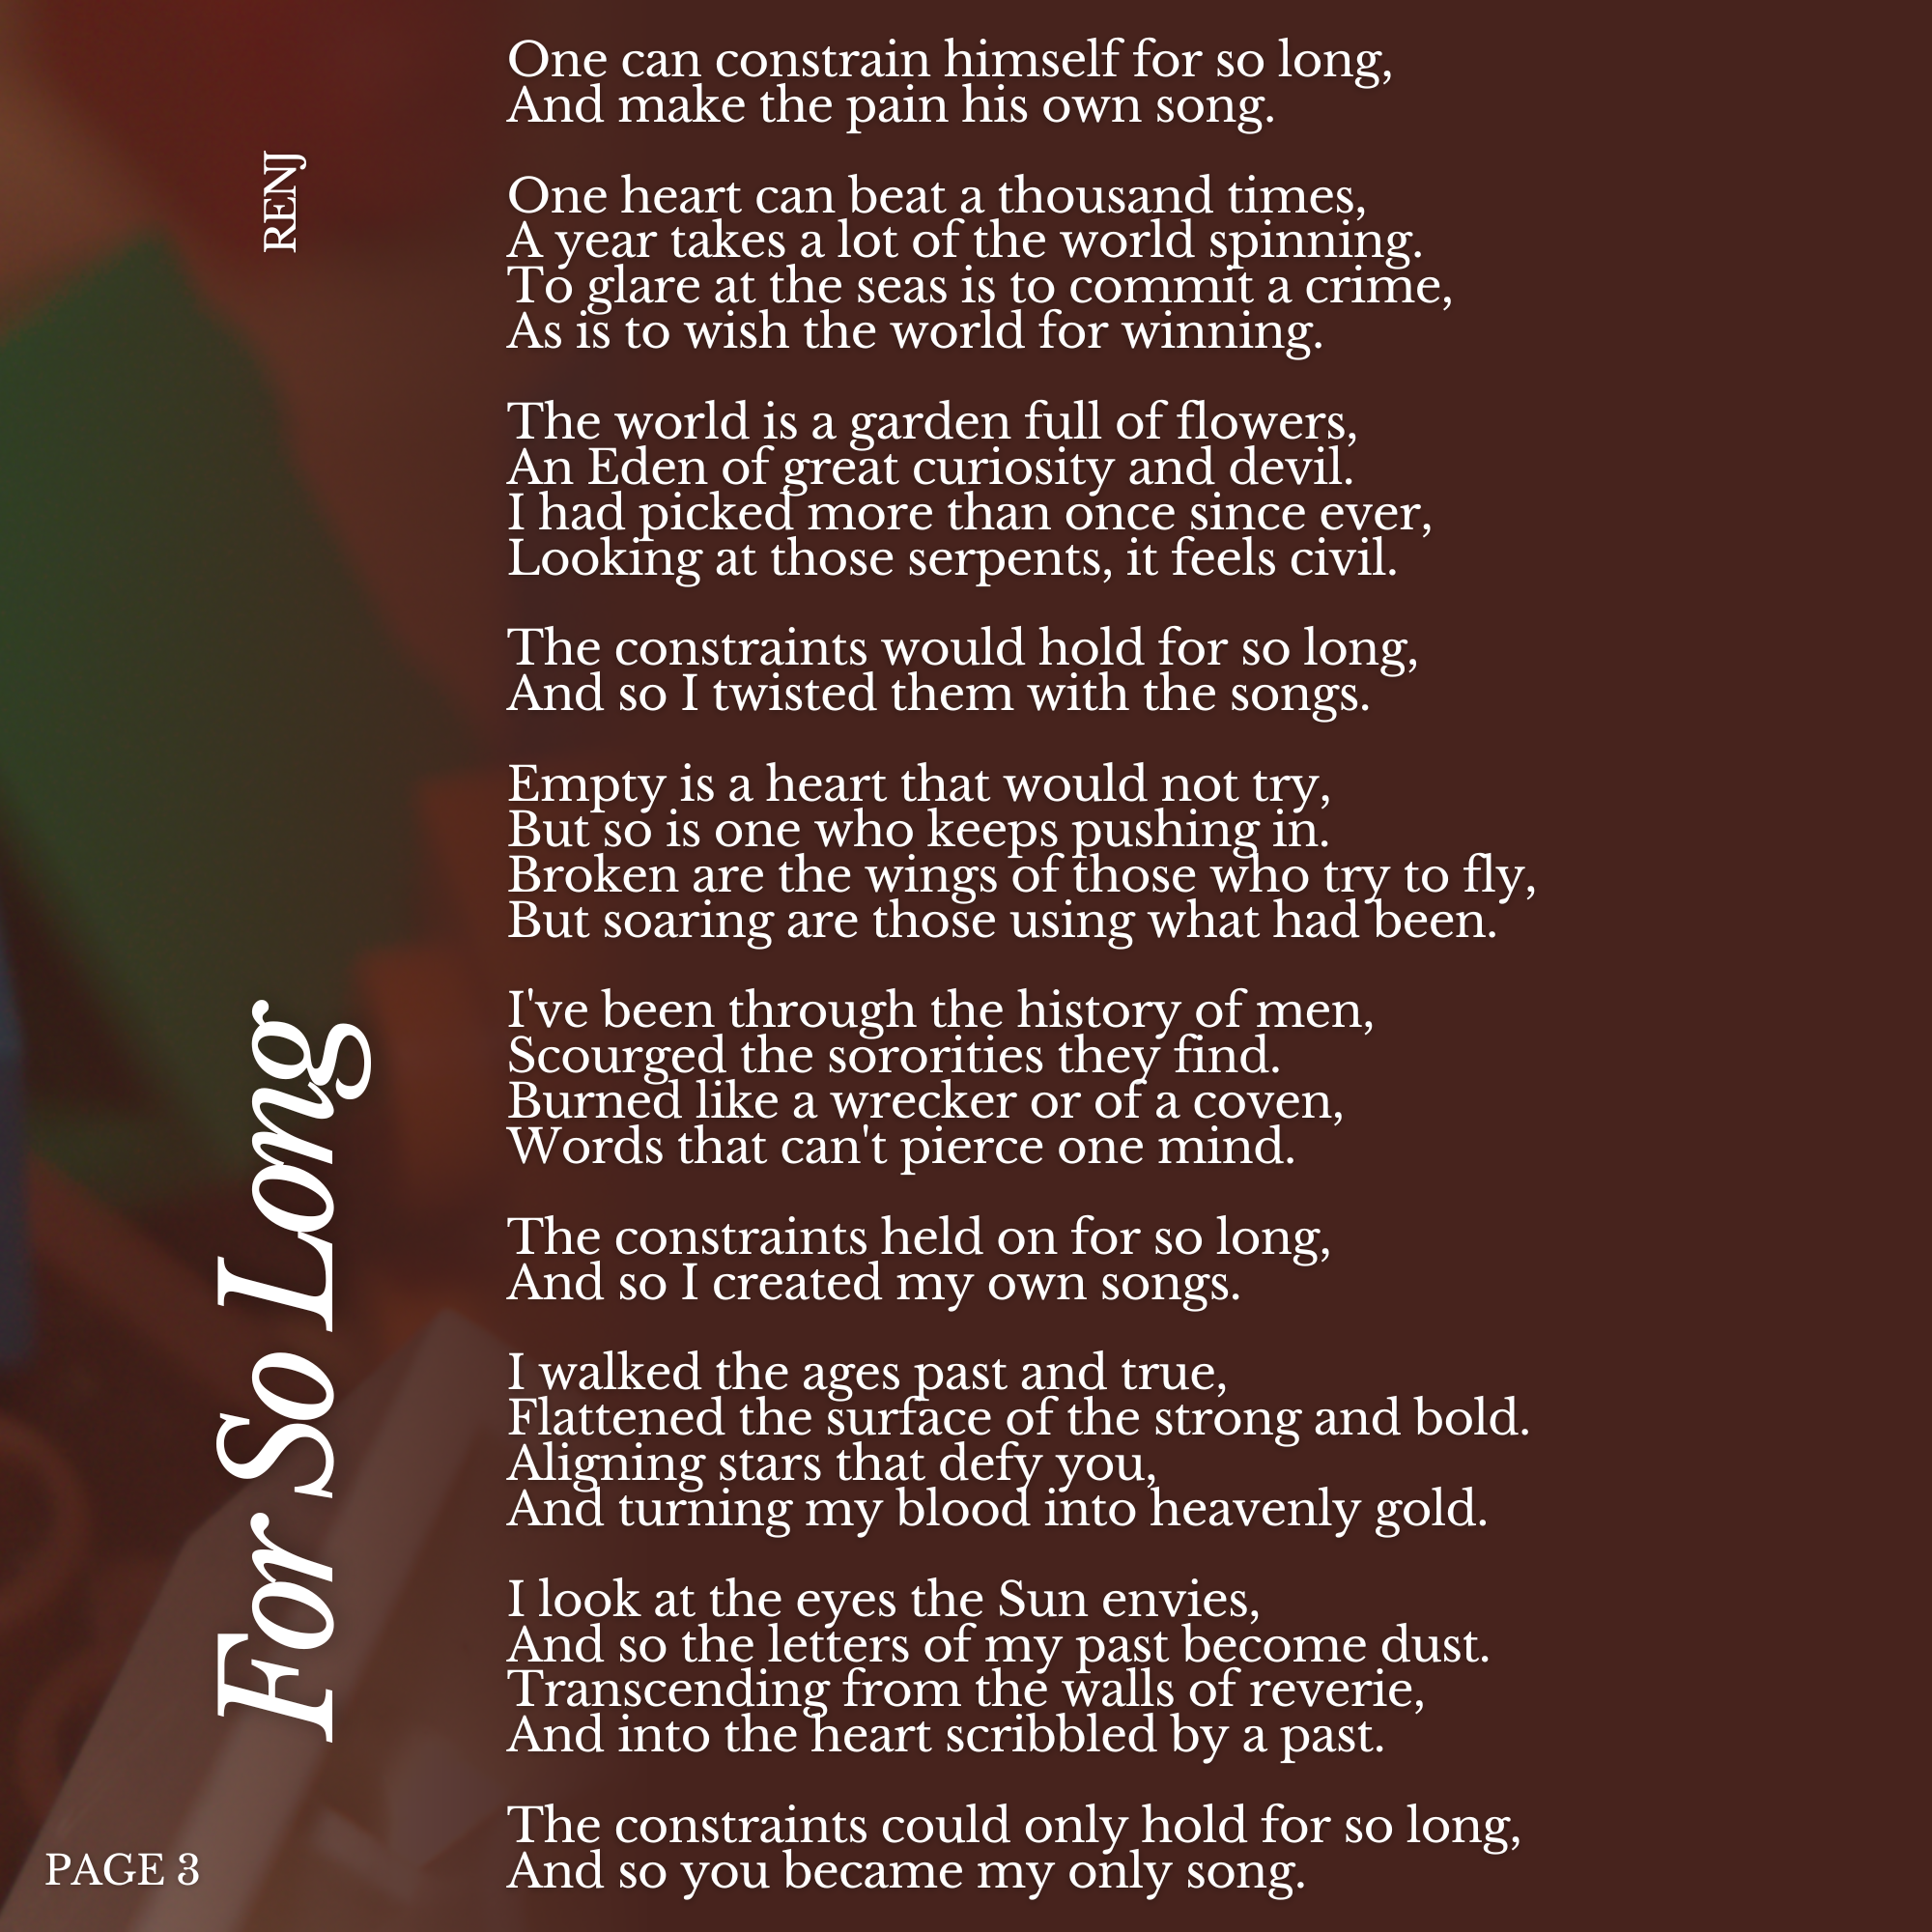 RENJ
For So Long
One can constrain himself for so long,
And make the pain his own song.
One heart can beat a thousand times,
A year takes a lot of the world spinning.
To glare at the seas is to commit a crime,
As is to wish the world for winning.
The world is a garden full of flowers,
An Eden of great curiosity and devil.
I had picked more than once since ever,
Looking at those serpents, it feels civil.
The constraints would hold for so long,
And so I twisted them with the songs.
Empty is a heart that would not try,
But so is one who keeps pushing in.
Broken are the wings of those who try to fly,
But soaring are those using what had been.
I've been through the history of men,
Scourged the sororities they find.
Burned like a wrecker or of a coven,
Words that can't pierce one mind.
The constraints held on for so long,
And so I created my own songs.
I walked the ages past and true,
Flattened the surface of the strong and bold.
Aligning stars that defy you,
And turning my blood into heavenly gold.
I look at the eyes the Sun envies,
And so the letters of my past become dust.
Transcending from the walls of reverie,
And into the heart scribbled by a past.
The constraints could only hold for so long,
And so you became my only song.
PAGE 3